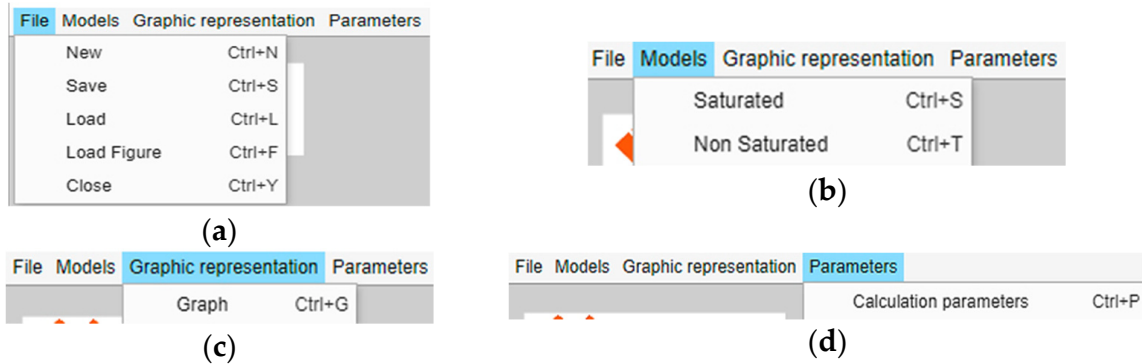 File Models Graphic representation Parameters
New Ctrl+N
Save Ctrl+S
Load Ctrl+L
Load Figure Ctrl+F
Close Ctrl+Y
(a)
File Models Graphic representation Parameters
Saturated Ctrl+S
Non Saturated Ctrl+T
(b)
File Models Graphic representation Parameters
Graph Ctrl+G
(c)
File Models Graphic representation Parameters
Calculation parameters Ctrl+P
(d)